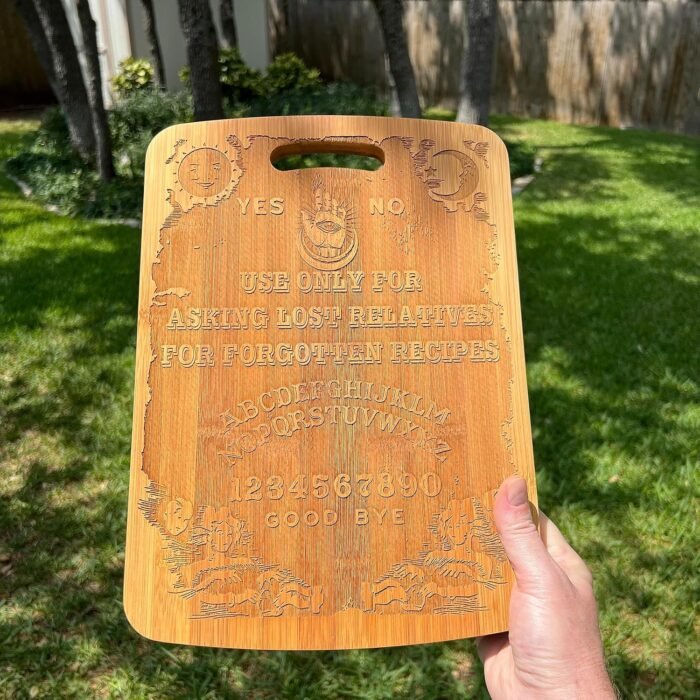 YES NO
USE ONLY FOR
ASKING LOST RELATIVES
FOR FORGOTTEN RECIPES
ABCDEFGHIJKLM
NOPQRSTUVWXYZ
1234567890
GOOD BYE